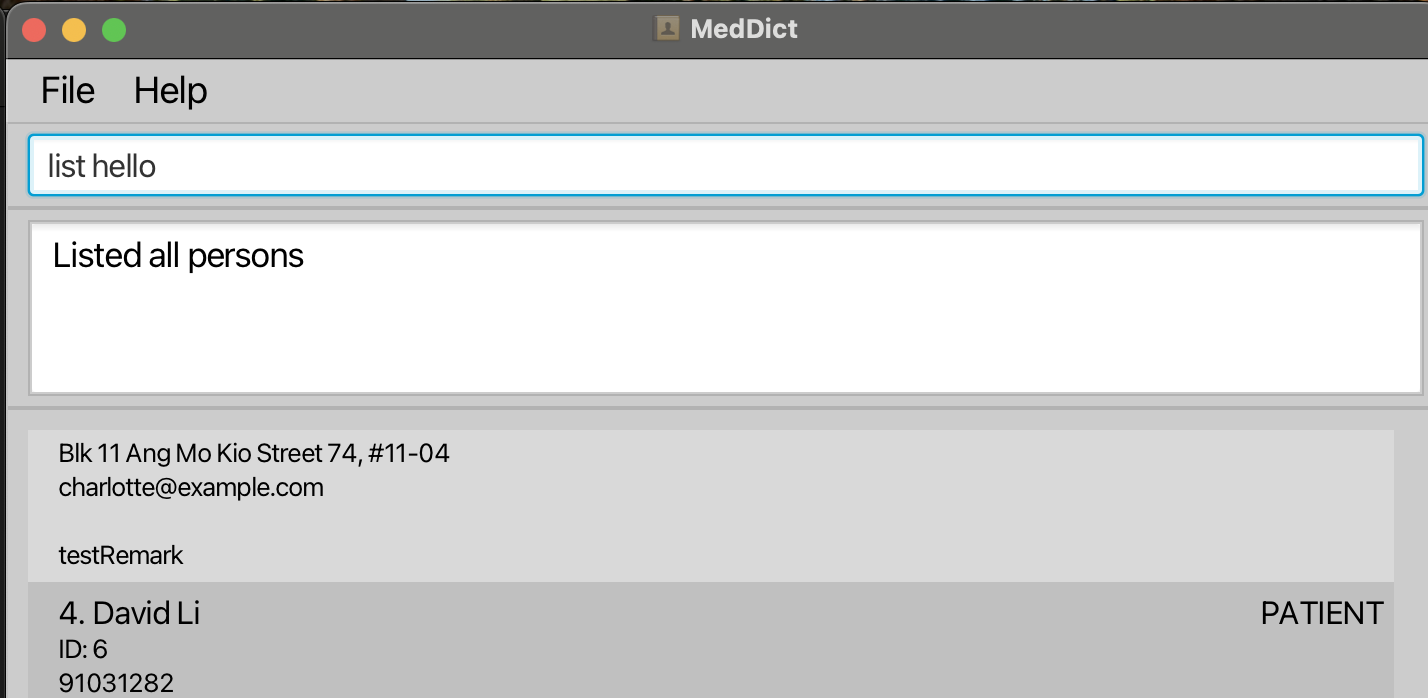 MedDict
File Help
list hello
Listed all persons
Blk 11 Ang Mo Kio Street 74, #11-04
charlotte@example.com
testRemark
4. David Li PATIENT
ID: 6
91031282